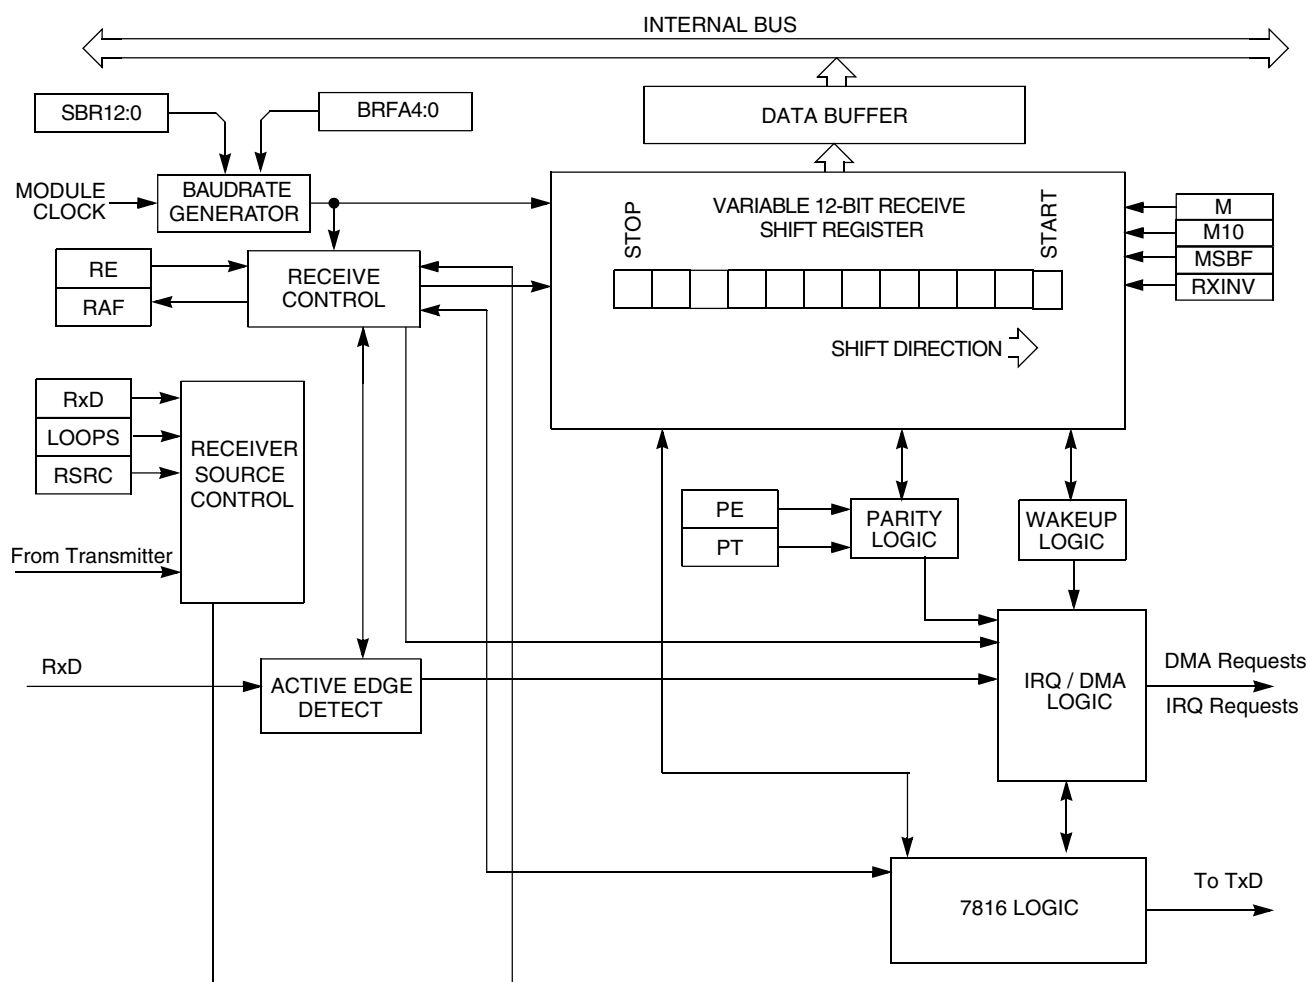 INTERNAL BUS
SBR12:0
BRFA4:0
DATA BUFFER
MODULE
CLOCK
BAUDRATE
GENERATOR
STOP
VARIABLE 12-BIT RECEIVE
SHIFT REGISTER
START
M
M10
MSBF
RXINV
RE
RAF
RECEIVE
CONTROL
SHIFT DIRECTION
RxD
LOOPS
RSRC
RECEIVER
SOURCE
CONTROL
From Transmitter
PE
PT
PARITY
LOGIC
WAKEUP
LOGIC
RxD
ACTIVE EDGE
DETECT
IRQ / DMA
LOGIC
DMA Requests
IRQ Requests
7816 LOGIC
To TxD